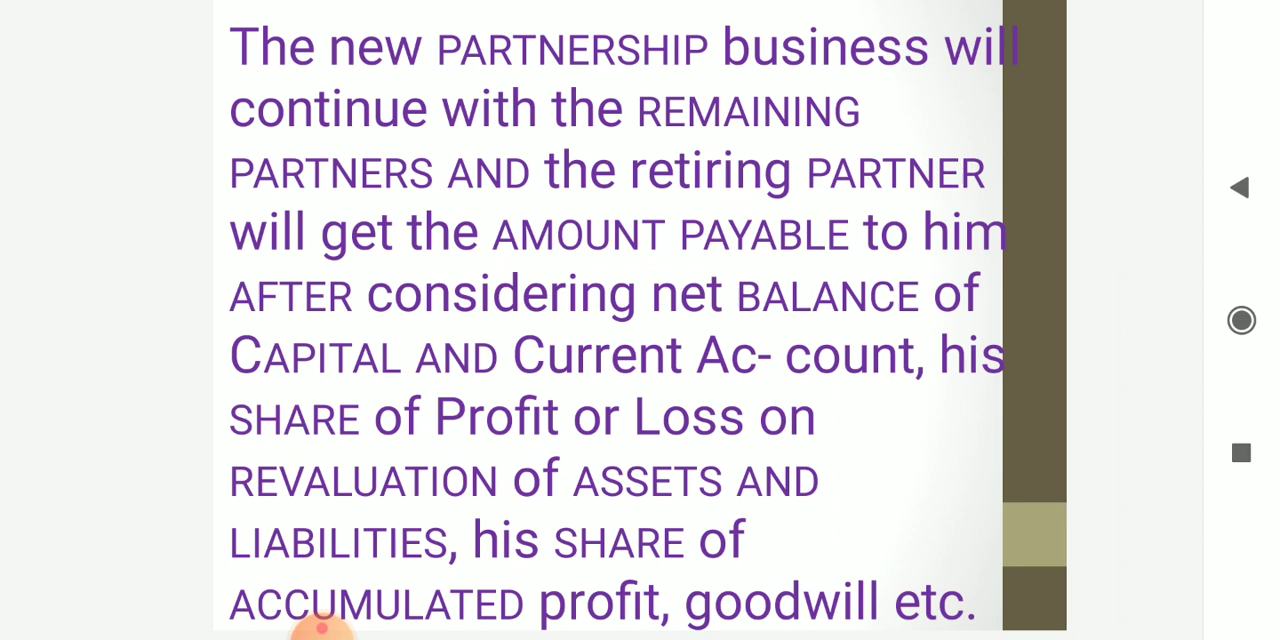 The new PARTNERSHIP business will
continue with the REMAINING
PARTNERS AND the retiring PARTNER
will get the AMOUNT PAYABLE to him
AFTER considering net BALANCE of
CAPITAL AND Current Ac- count, his
SHARE of Profit or Loss on
REVALUATION of ASSETS AND
LIABILITIES, his SHARE of
ACCUMULATED profit, goodwill etc.